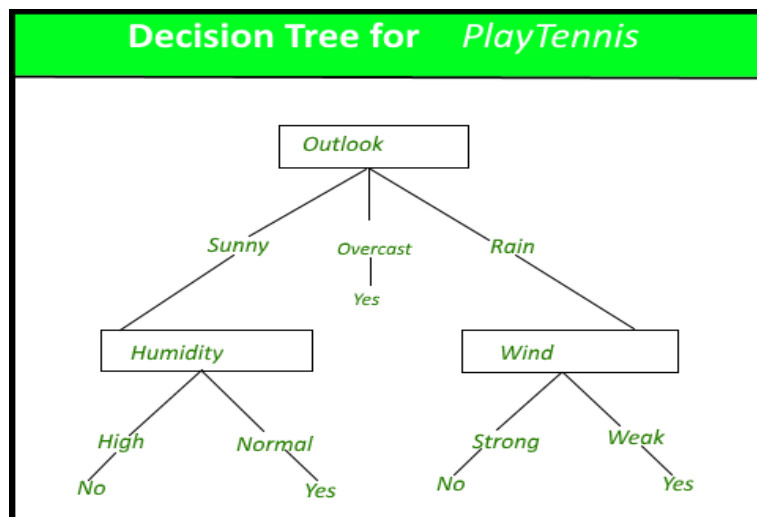 Decision Tree for PlayTennis
Outlook
Sunny Overcast Rain
Yes
Humidity Wind
High Normal Strong Weak
No Yes No Yes